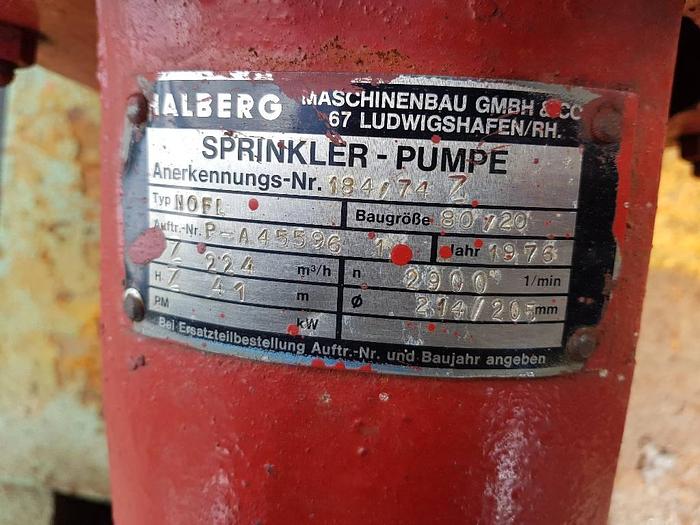 HALBERG MASCHINENBAU GMBH & CO
67 LUDWIGSHAFEN/RH.
SPRINKLER - PUMPE
Anerkennungs-Nr. 184/74 Z
Typ NOFL Baugröße 80/20
Auftr.-Nr. P-A45596 1 Jahr 1976
Z 224 m³/h n 2900 1/min
H Z 41 m Ø 214/205 mm
PM kW
Bei Ersatzteilbestellung Auftr.-Nr. und Baujahr angeben